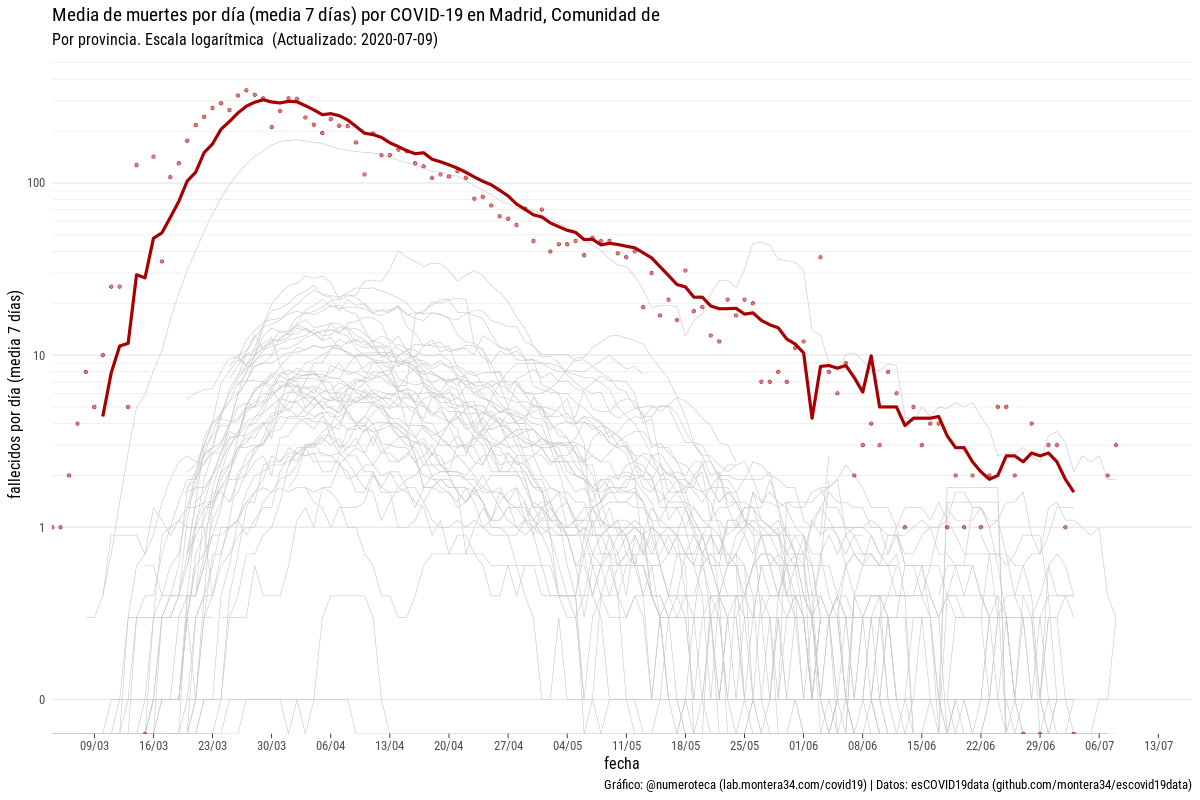 Media de muertes por día (media 7 días) por COVID-19 en Madrid, Comunidad de
Por provincia. Escala logarítmica  (Actualizado: 2020-07-09)
fallecidos por día (media  7 días)
100
10
1
0
09/03 16/03 23/03 30/03 06/04 13/04 20/04 27/04 04/05 11/05 18/05 25/05 01/06 08/06 15/06 22/06 29/06 06/07 13/07
fecha
Gráfico: @numeroteca (lab.montera34.com/covid19) | Datos: esCOVID19data (github.com/montera34/escovid19data)